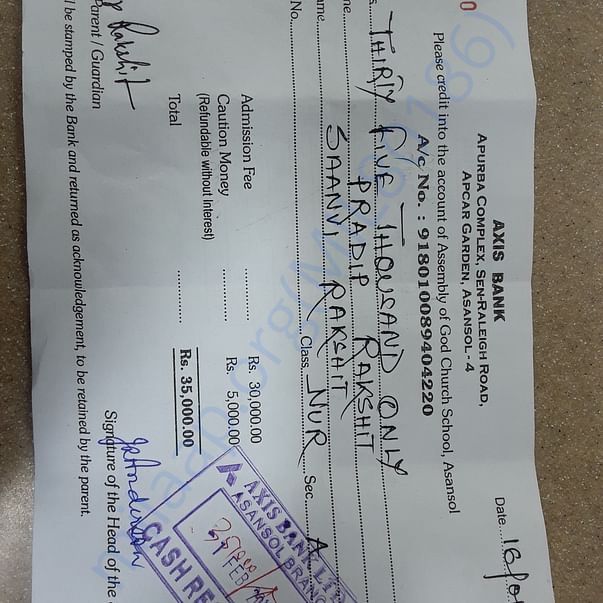 AXIS BANK
APURBA COMPLEX, SEN-RALEIGH ROAD,
APCAR GARDEN, ASANSOL - 4
Date
Please credit into the account of Assembly of God Church School, Asansol
A/c No. : 918010089404220
THIRTY FIVE THOUSAND ONLY
PRADIP RAKSHIT
SAANVI RAKSHIT
No. Class NUR Sec. A
Admission Fee Rs. 30,000.00
Caution Money Rs. 5,000.00
(Refundable without Interest)
Total Rs. 35,000.00
Rakshit
Parent / Guardian Signature of the Head of the
be stamped by the Bank and returned as acknowledgement, to be retained by the parent.
AXIS BANK LTD
ASANSOL BRANCH
FEB
CASH RE